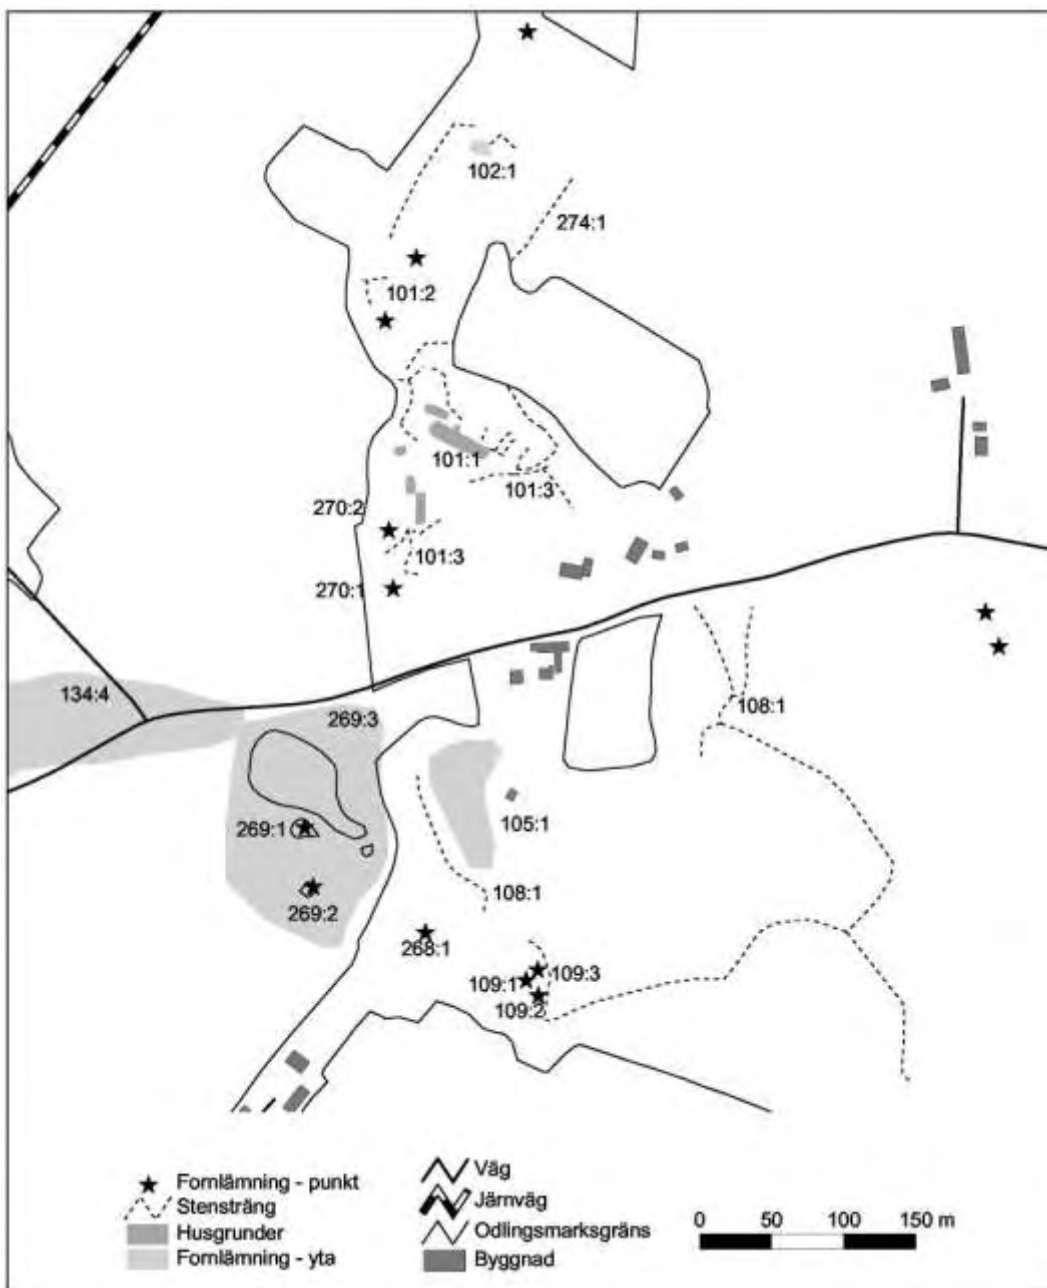 102:1
274:1
101:2
101:1
101:3
270:2
101:3
270:1
134:4
269:3
108:1
105:1
269:1
108:1
269:2
268:1
109:3
109:1
109:2
Fornlämning - punkt
Stensträng
Husgrunder
Fornlämning - yta
Väg
Järnväg
Odlingsmarksgräns
Byggnad
0 50 100 150 m